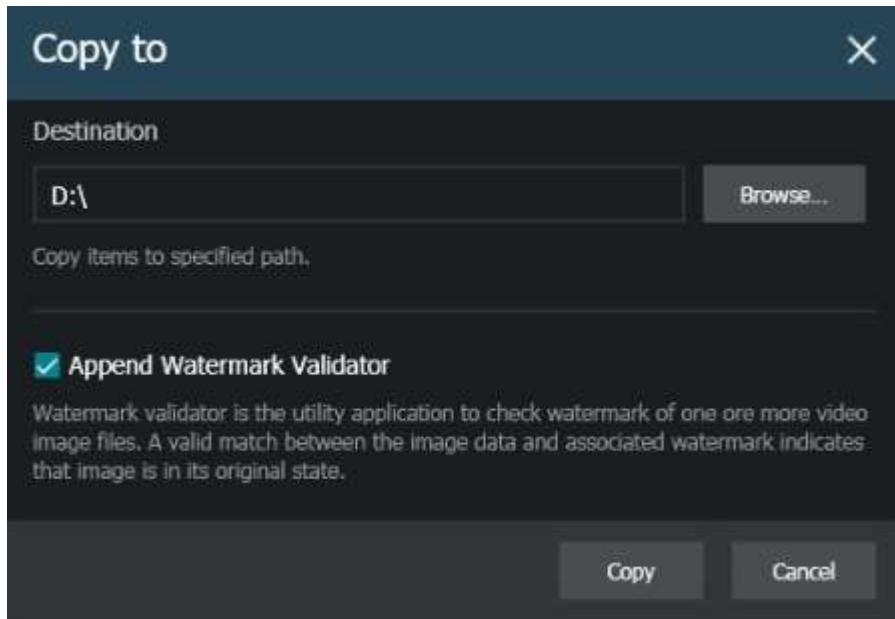 Copy to
Destination
D:\
Browse...
Copy items to specified path.
Append Watermark Validator
Watermark validator is the utility application to check watermark of one ore more video
image files. A valid match between the image data and associated watermark indicates
that image is in its original state.
Copy
Cancel